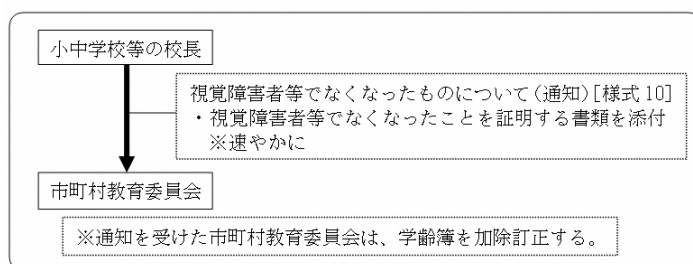 小中学校等の校長
視覚障害者等でなくなったものについて（通知）[様式10]
・視覚障害者等でなくなったことを証明する書類を添付
※速やかに
市町村教育委員会
※通知を受けた市町村教育委員会は、学齢簿を加除訂正する。